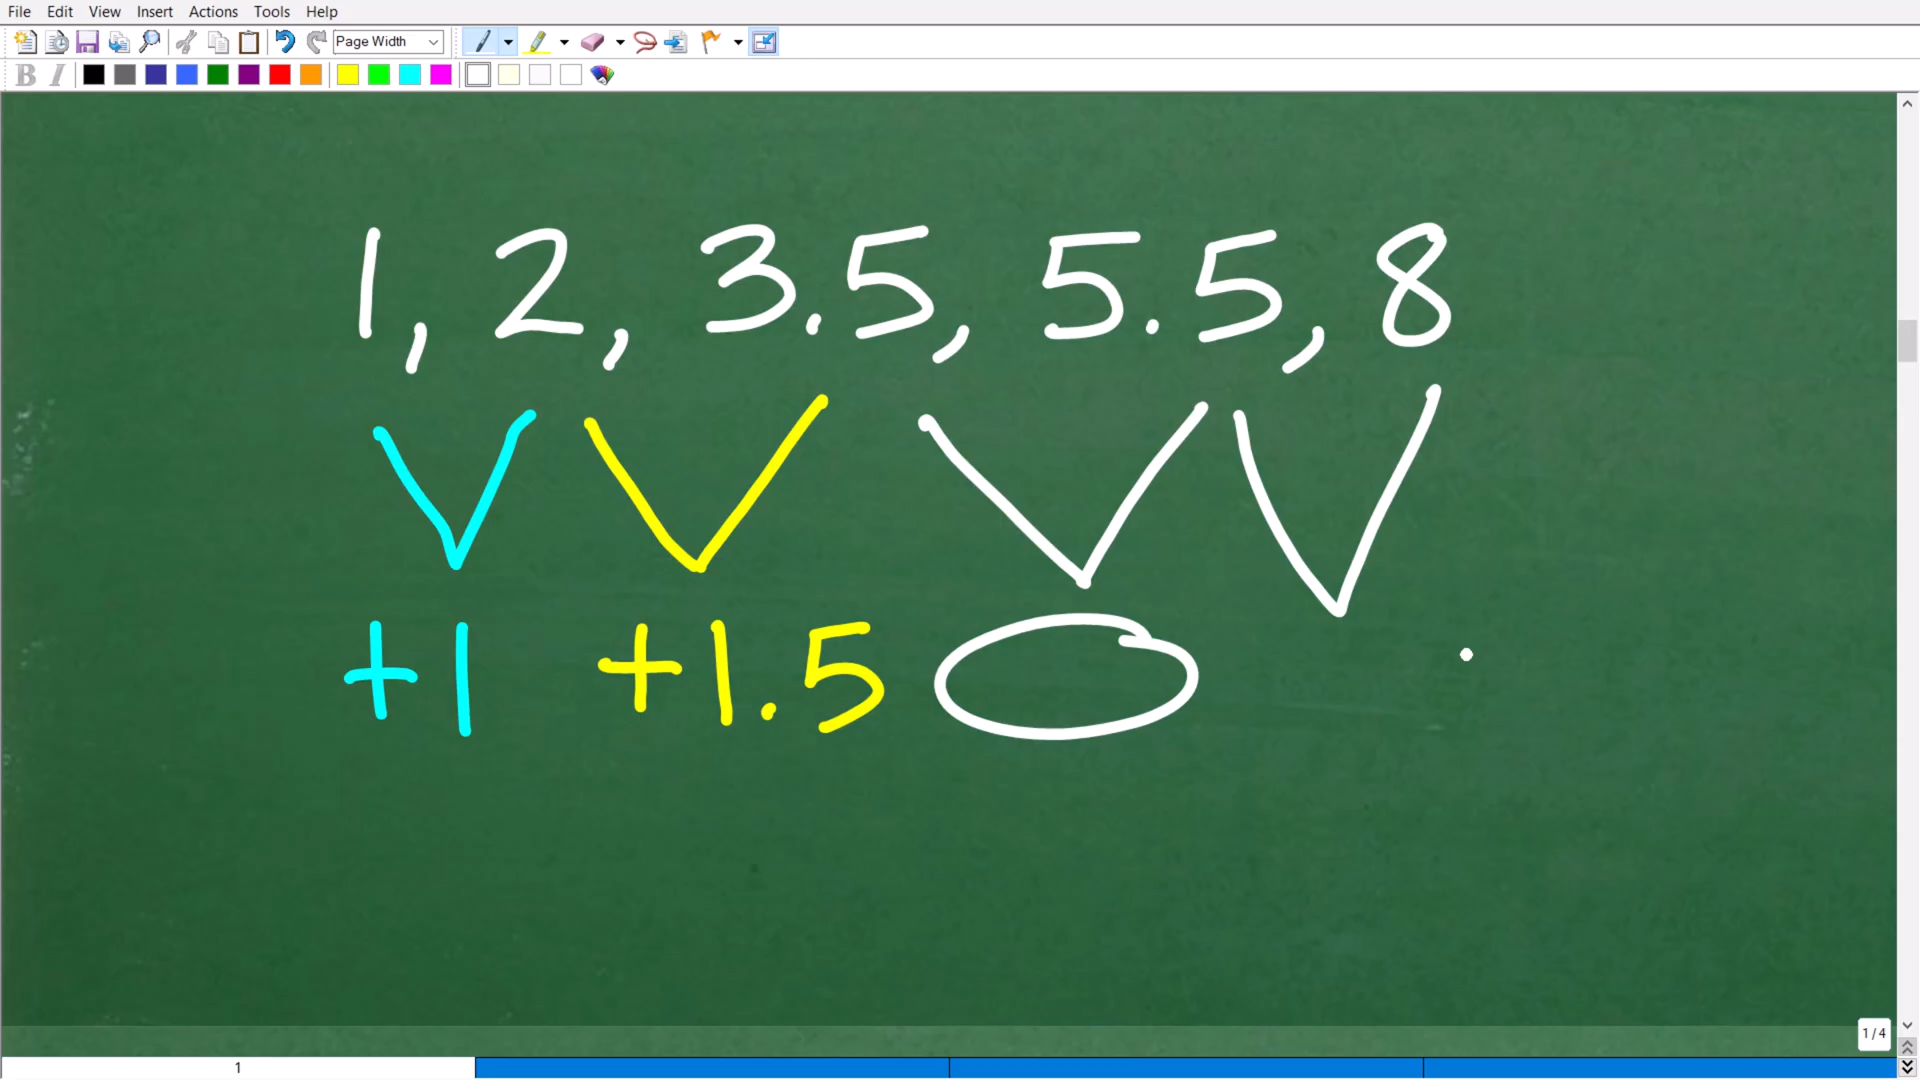 File Edit View Insert Actions Tools Help
Page Width
B I
1, 2, 3.5, 5.5, 8
+1 +1.5
1 / 4
1